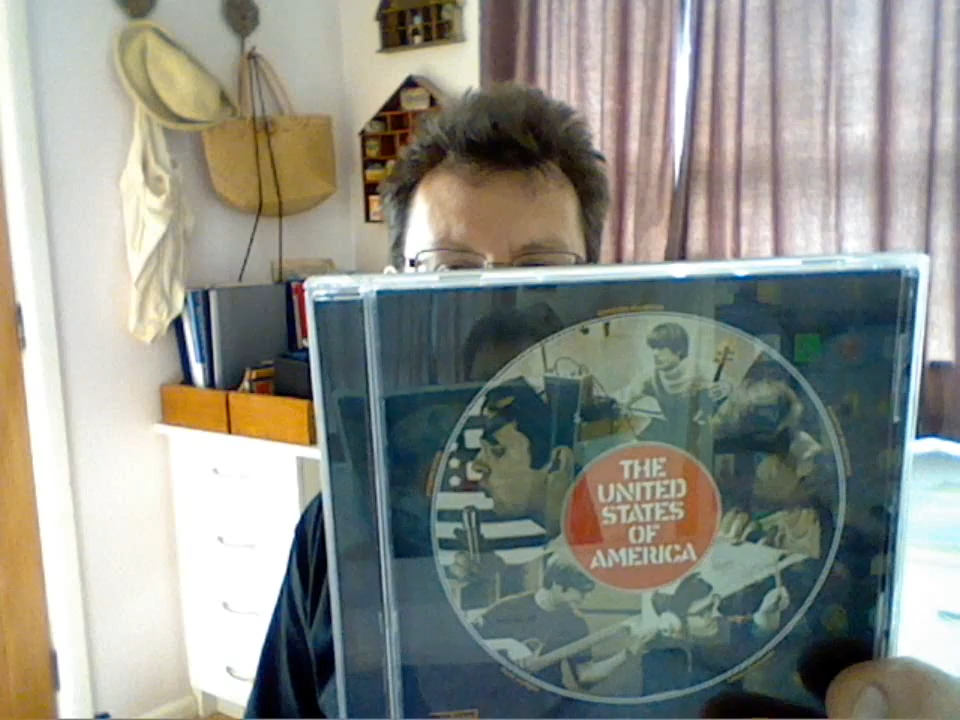 THE
UNITED
STATES
OF
AMERICA